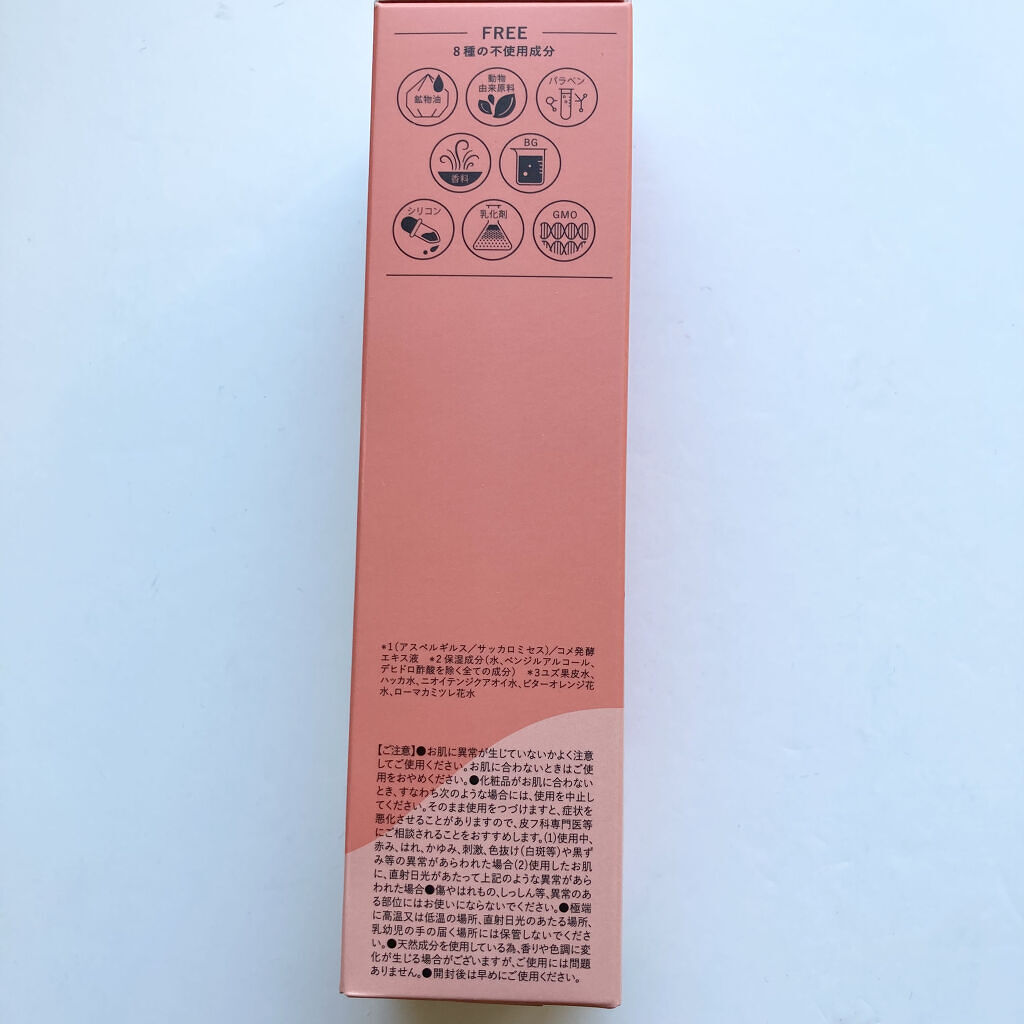 FREE
8種の不使用成分
鉱物油
動物
由来原料
パラベン
香料
BG
シリコン
乳化剤
GMO
*1(アスペルギルス/サッカロミセス)/コメ発酵
エキス液 *2保湿成分(水、ベンジルアルコール、
デヒドロ酢酸を除く全ての成分) *3ユズ果皮水、
ハッカ水、ニオイテンジクアオイ水、ビターオレンジ花
水、ローマカミツレ花水
【ご注意】●お肌に異常が生じていないかよく注意
してご使用ください。お肌に合わないときはご使
用をおやめください。●化粧品がお肌に合わない
とき、すなわち次のような場合には、使用を中止し
てください。そのまま使用をつづけますと、症状を
悪化させることがありますので、皮フ科専門医等
にご相談されることをおすすめします。(1)使用中、
赤み、はれ、かゆみ、刺激、色抜け(白斑等)や黒ず
み等の異常があらわれた場合(2)使用したお肌
に、直射日光があたって上記のような異常があら
われた場合●傷やはれもの、しっしん等、異常のあ
る部位にはお使いにならないでください。●極端
に高温又は低温の場所、直射日光のあたる場所、
乳幼児の手の届く場所には保管しないでくださ
い。●天然成分を使用している為、香りや色調に変
化が生じる場合がございますが、ご使用には問題
ありません。●開封後は早めにご使用ください。